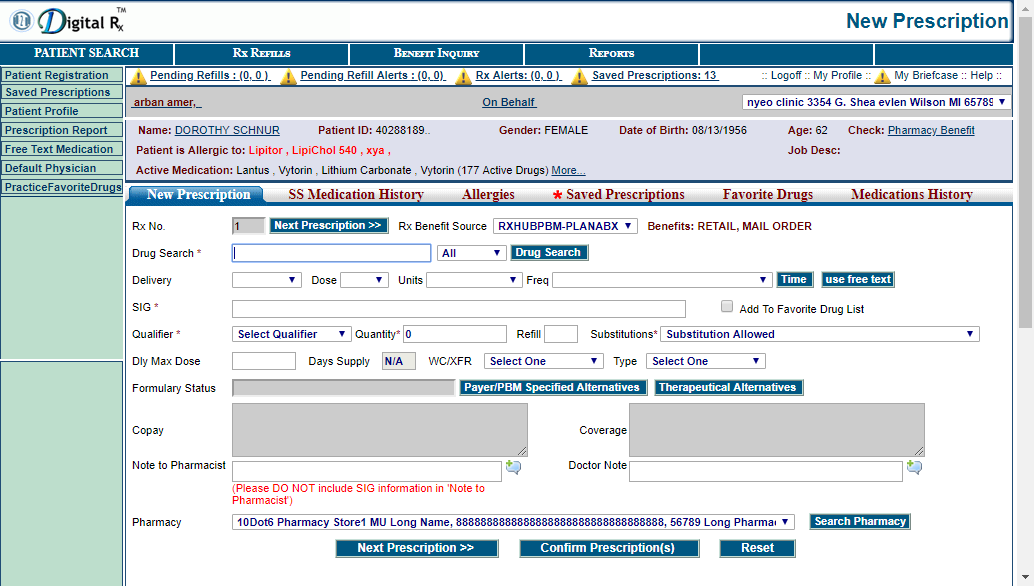 Digital Rx TM
New Prescription
PATIENT SEARCH Rx REFILLS BENEFIT INQUIRY REPORTS
Patient Registration
Saved Prescriptions
Patient Profile
Prescription Report
Free Text Medication
Default Physician
PracticeFavoriteDrugs
Pending Refills : (0, 0 ) Pending Refill Alerts : (0, 0) Rx Alerts: (0, 0 ) Saved Prescriptions: 13 :: Logoff :: My Profile :: My Briefcase :: Help ::
arban amer, On Behalf nyeo clinic 3354 G. Shea evlen Wilson MI 65789
Name: DOROTHY SCHNUR Patient ID: 40288189.. Gender: FEMALE Date of Birth: 08/13/1956 Age: 62 Check: Pharmacy Benefit
Patient is Allergic to: Lipitor , LipiChol 540 , xya , Job Desc:
Active Medication: Lantus , Vytorin , Lithium Carbonate , Vytorin (177 Active Drugs) More...
New Prescription SS Medication History Allergies * Saved Prescriptions Favorite Drugs Medications History
Rx No. 1 Next Prescription >> Rx Benefit Source RXHUBPBM-PLANABX Benefits: RETAIL, MAIL ORDER
Drug Search * All Drug Search
Delivery Dose Units Freq Time use free text
SIG * Add To Favorite Drug List
Qualifier * Select Qualifier Quantity* 0 Refill Substitutions* Substitution Allowed
Dly Max Dose Days Supply N/A WC/XFR Select One Type Select One
Formulary Status Payer/PBM Specified Alternatives Therapeutical Alternatives
Copay Coverage
Note to Pharmacist Doctor Note
(Please DO NOT include SIG information in 'Note to
Pharmacist')
Pharmacy 10Dot6 Pharmacy Store1 MU Long Name, 88888888888888888888888888888888888, 56789 Long Pharmac Search Pharmacy
Next Prescription >> Confirm Prescription(s) Reset